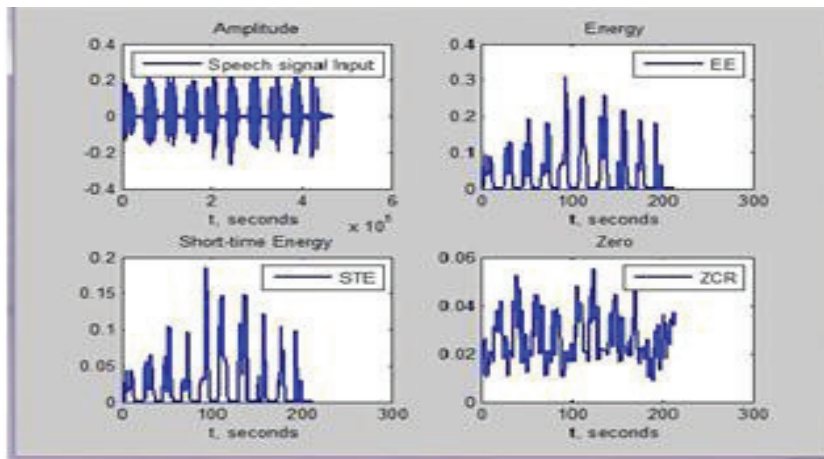 Amplitude
0.4
0.2
0
-0.2
-0.4
Speech signal Input
0 2 4 6
t, seconds
x 10
Energy
0.4
0.3
0.2
0.1
0
EE
0 100 200 300
t, seconds
Short-time Energy
0.2
0.15
0.1
0.05
0
STE
0 100 200 300
t, seconds
Zero
0.06
0.04
0.02
0
ZCR
0 100 200 300
t, seconds